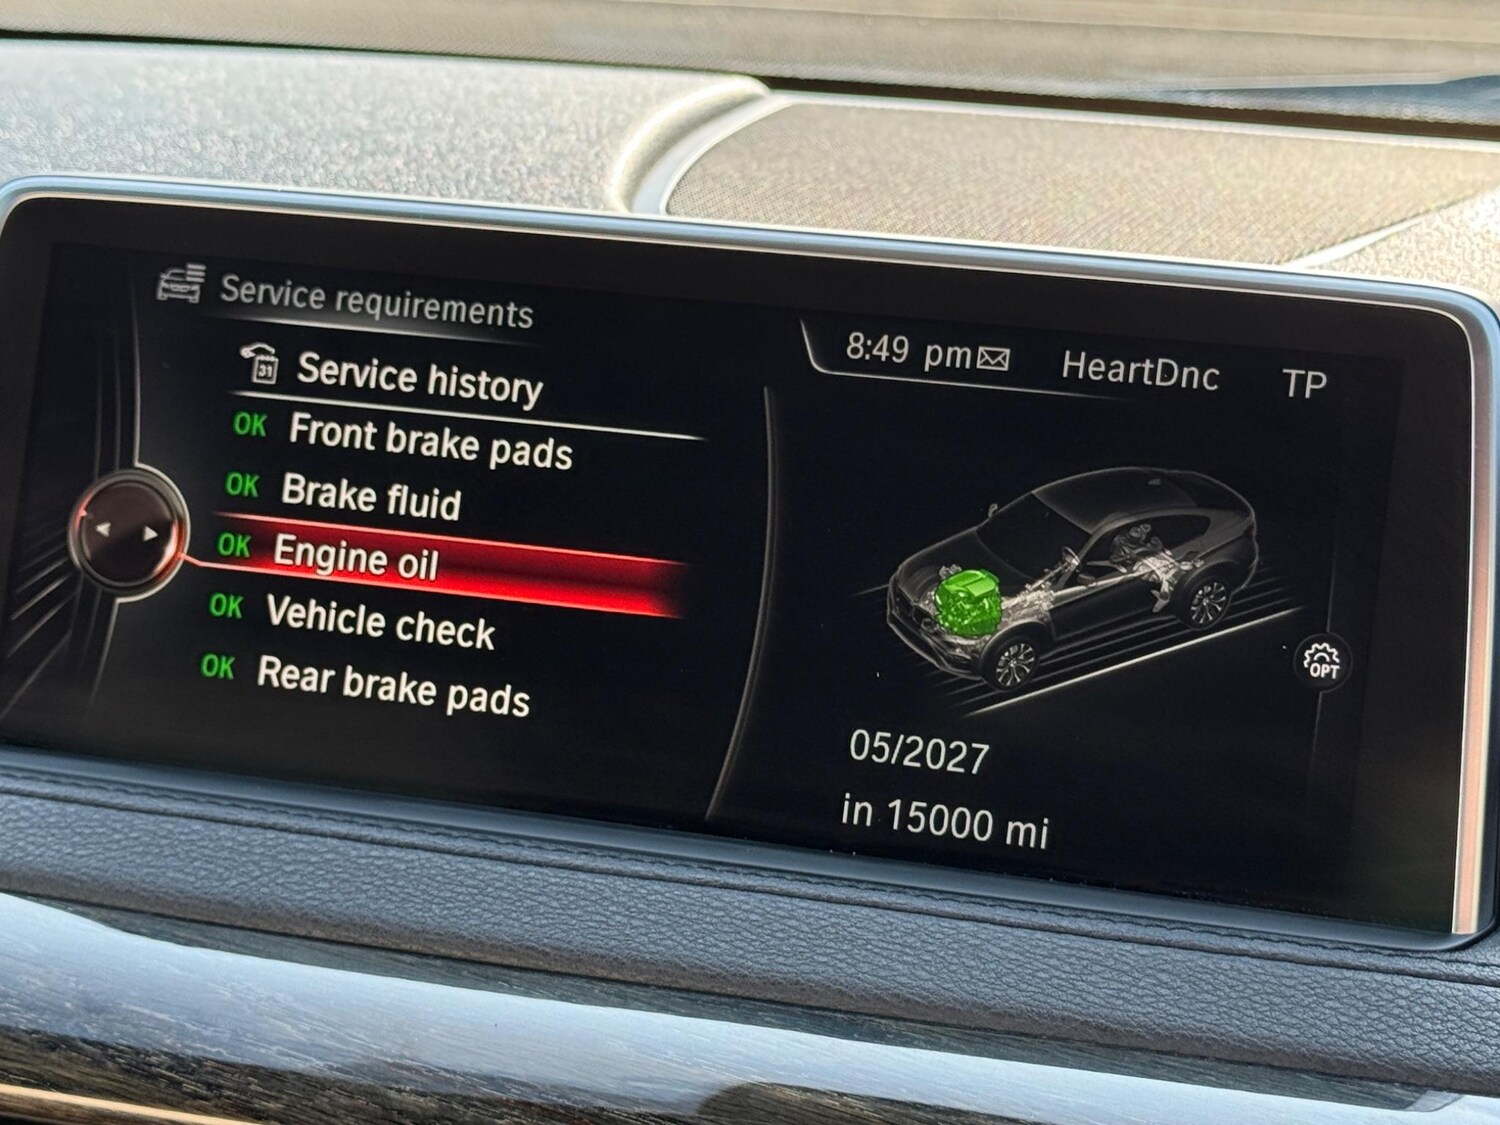 Service requirements
8:49 pm HeartDnc TP
31 Service history
OK Front brake pads
OK Brake fluid
OK Engine oil
OK Vehicle check
OK Rear brake pads
OPT
05/2027
in 15000 mi